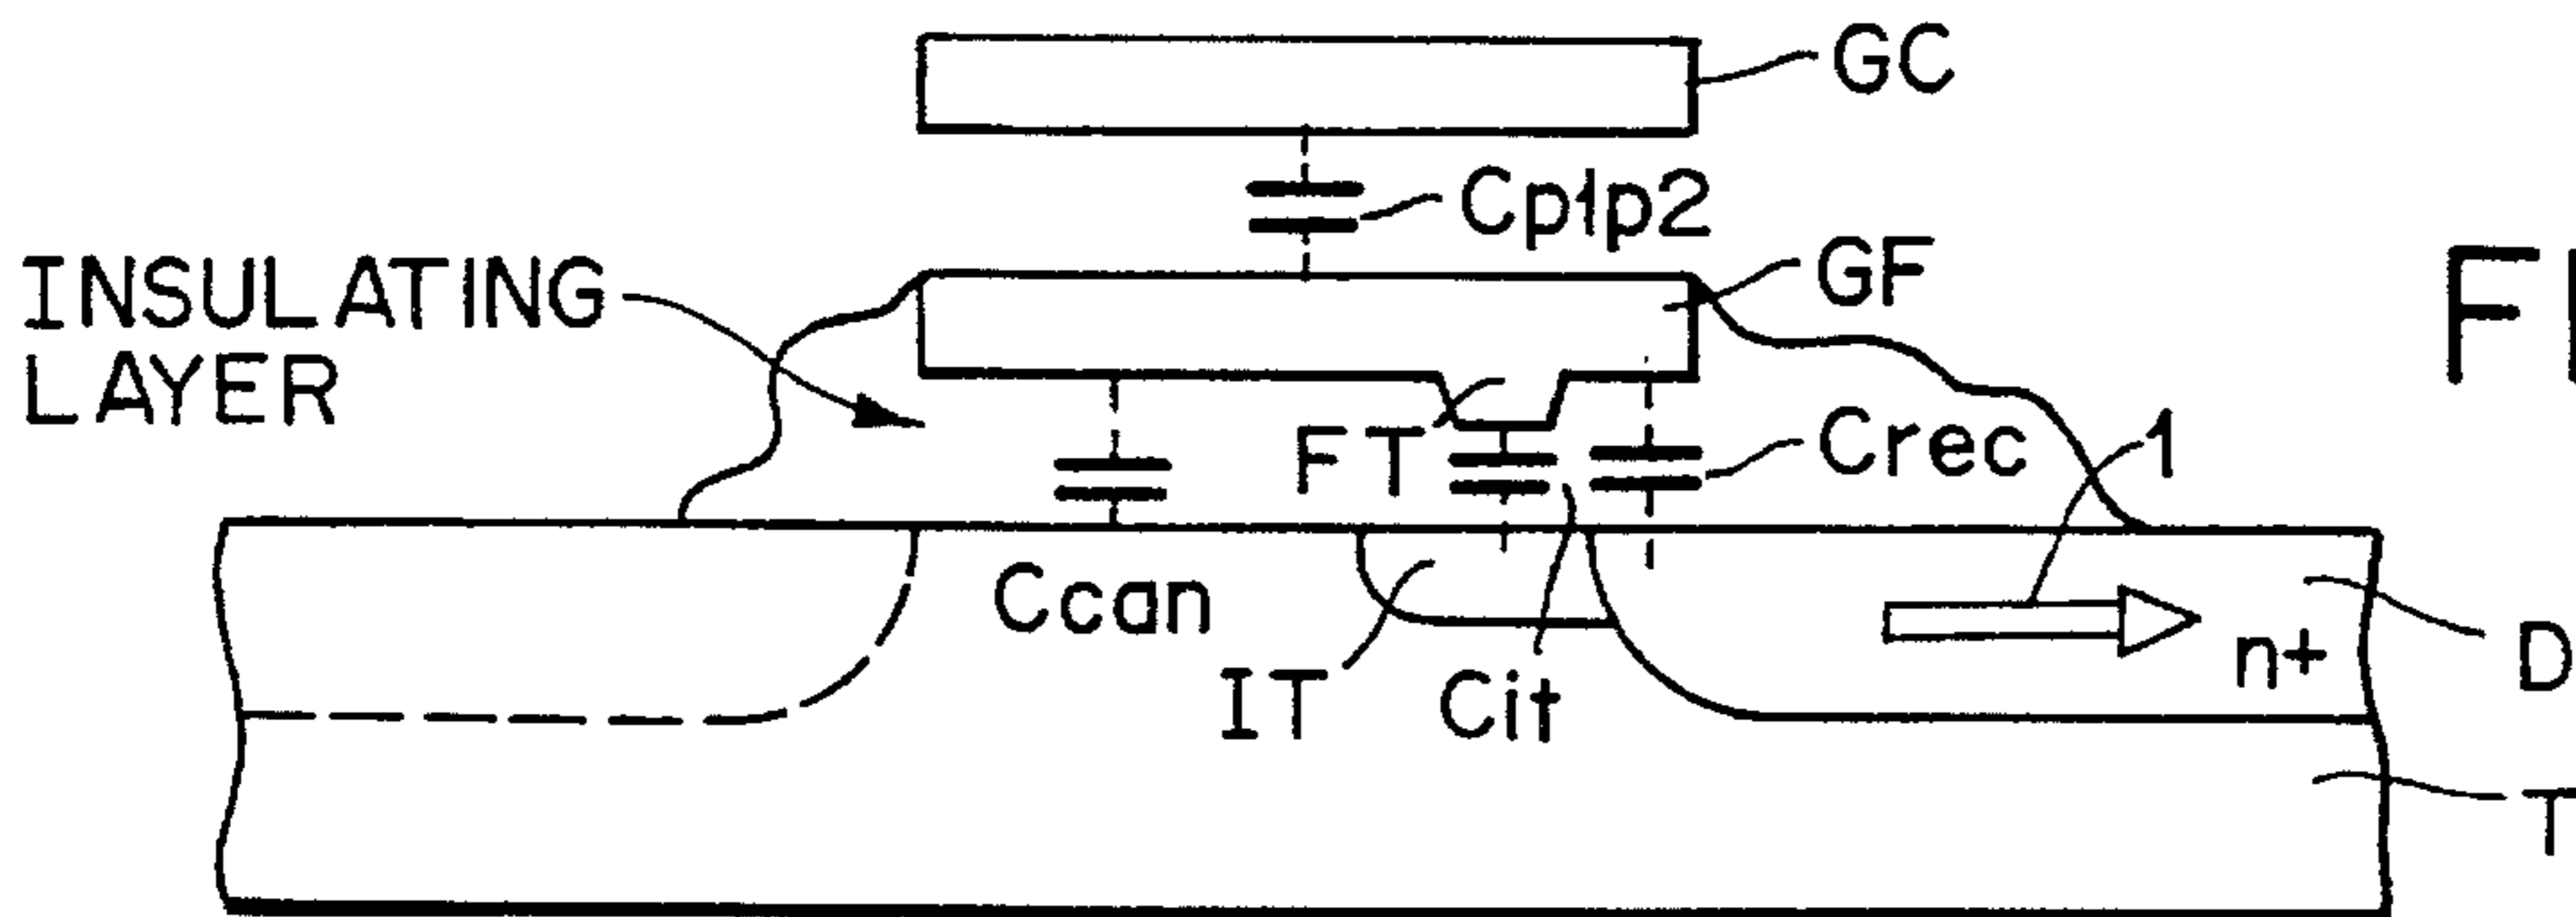 GC
Cp1p2
INSULATING
LAYER
GF
FT
Crec
1
Ccan
IT
Cit
n+
D
T